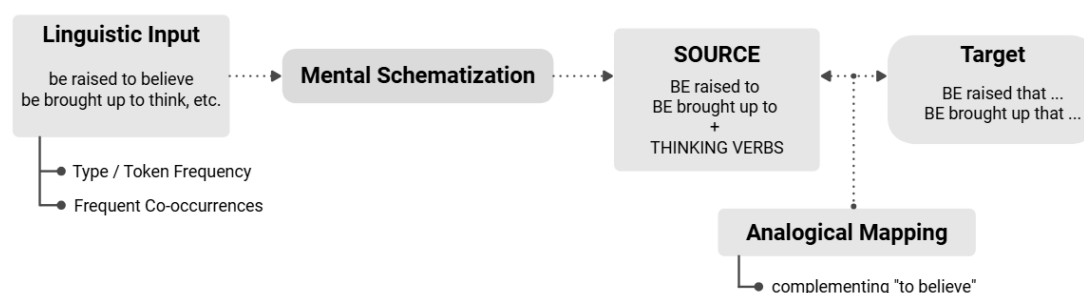 Linguistic Input
be raised to believe
be brought up to think, etc.
Type / Token Frequency
Frequent Co-occurrences
Mental Schematization
SOURCE
BE raised to
BE brought up to
+
THINKING VERBS
Target
BE raised that ...
BE brought up that ...
Analogical Mapping
complementing "to believe"